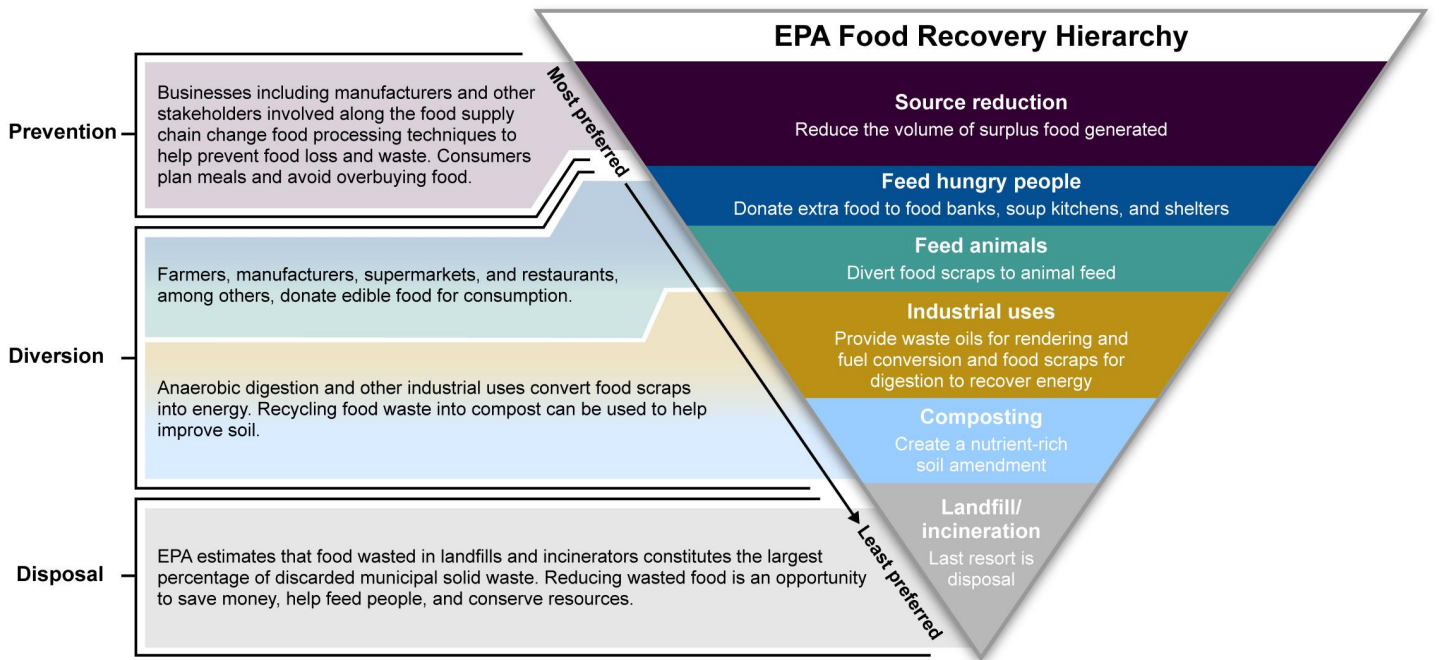 EPA Food Recovery Hierarchy
Prevention
Businesses including manufacturers and other
stakeholders involved along the food supply
chain change food processing techniques to
help prevent food loss and waste. Consumers
plan meals and avoid overbuying food.
Most preferred
Source reduction
Reduce the volume of surplus food generated
Feed hungry people
Donate extra food to food banks, soup kitchens, and shelters
Diversion
Farmers, manufacturers, supermarkets, and restaurants,
among others, donate edible food for consumption.
Feed animals
Divert food scraps to animal feed
Industrial uses
Provide waste oils for rendering and
fuel conversion and food scraps for
digestion to recover energy
Anaerobic digestion and other industrial uses convert food scraps
into energy. Recycling food waste into compost can be used to help
improve soil.
Composting
Create a nutrient-rich
soil amendment
Disposal
EPA estimates that food wasted in landfills and incinerators constitutes the largest
percentage of discarded municipal solid waste. Reducing wasted food is an opportunity
to save money, help feed people, and conserve resources.
Least preferred
Landfill/
incineration
Last resort is
disposal